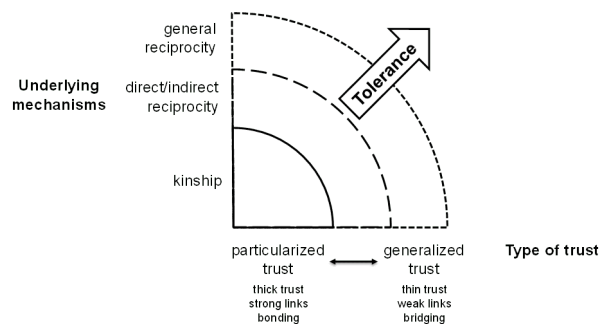 general
reciprocity
Underlying
mechanisms
direct/indirect
reciprocity
Tolerance
kinship
particularized
trust
generalized
trust
Type of trust
thick trust
strong links
bonding
thin trust
weak links
bridging